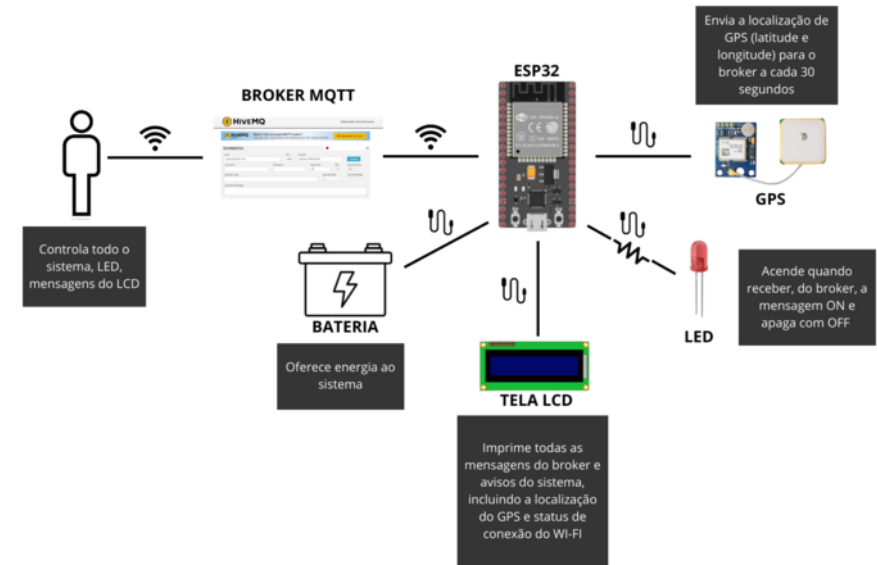 Envia a localização de
GPS (latitude e
longitude) para o
broker a cada 30
segundos
ESP32
BROKER MQTT
HIVEMQ
GPS
Controla todo o
sistema, LED,
mensagens do LCD
BATERIA
Oferece energia ao
sistema
LED
Acende quando
receber, do broker, a
mensagem ON e
apaga com OFF
TELA LCD
Imprime todas as
mensagens do broker e
avisos do sistema,
incluindo a localização
do GPS e status de
conexão do WI-FI